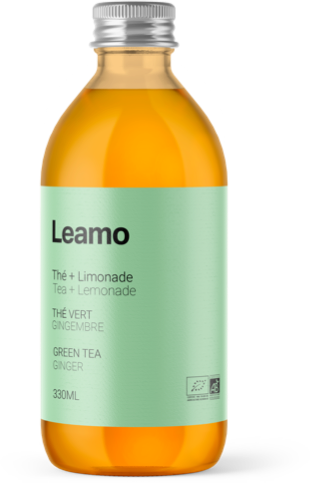 Leamo
Thé + Limonade
Tea + Lemonade
THÉ VERT
GINGEMBRE
GREEN TEA
GINGER
330ML